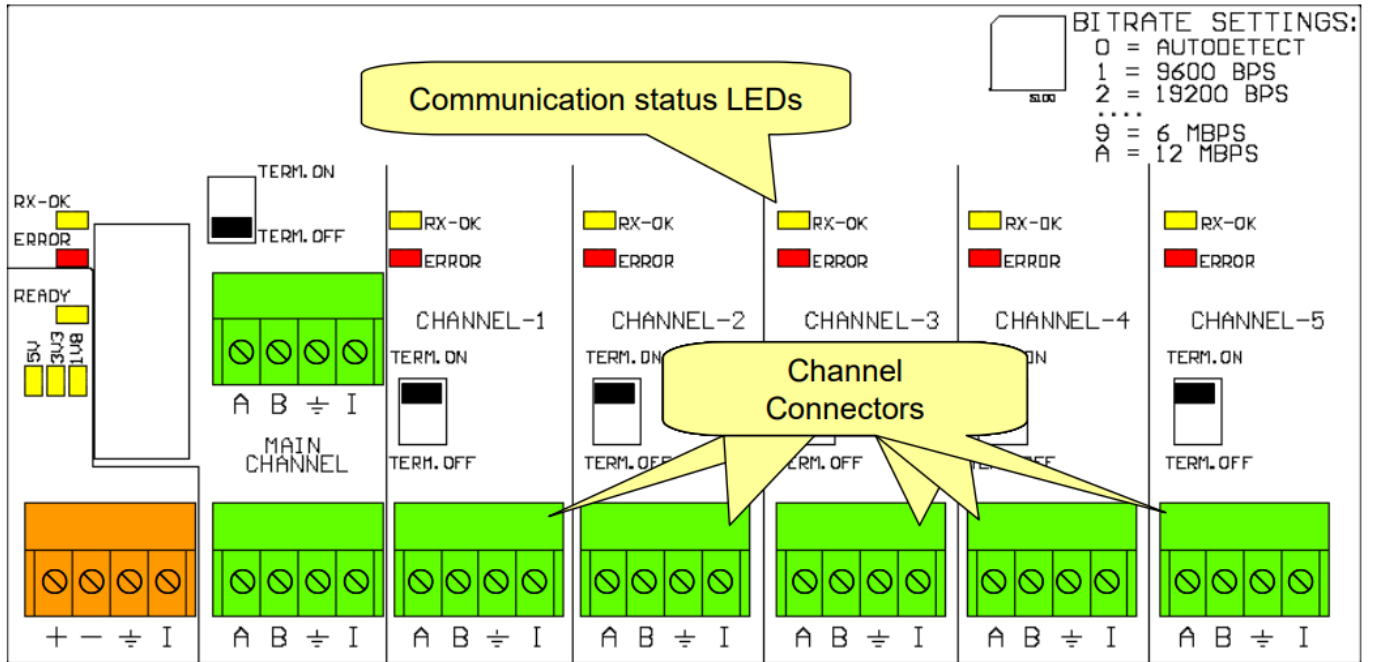 BITRATE SETTINGS:
0 = AUTODETECT
1 = 9600 BPS
2 = 19200 BPS
....
9 = 6 MBPS
A = 12 MBPS
S100
Communication status LEDs
TERM. ON
TERM. OFF
RX-OK
ERROR
READY
5V
3V3
1V8
RX-OK
ERROR
RX-OK
ERROR
RX-OK
ERROR
RX-OK
ERROR
RX-OK
ERROR
CHANNEL-1
CHANNEL-2
CHANNEL-3
CHANNEL-4
CHANNEL-5
A B ⏚ I
MAIN
CHANNEL
TERM. ON
TERM. OFF
TERM. ON
TERM. OFF
Channel
Connectors
TERM. OFF
TERM. ON
TERM. OFF
+ - ⏚ I
A B ⏚ I
A B ⏚ I
A B ⏚ I
A B ⏚ I
A B ⏚ I
A B ⏚ I